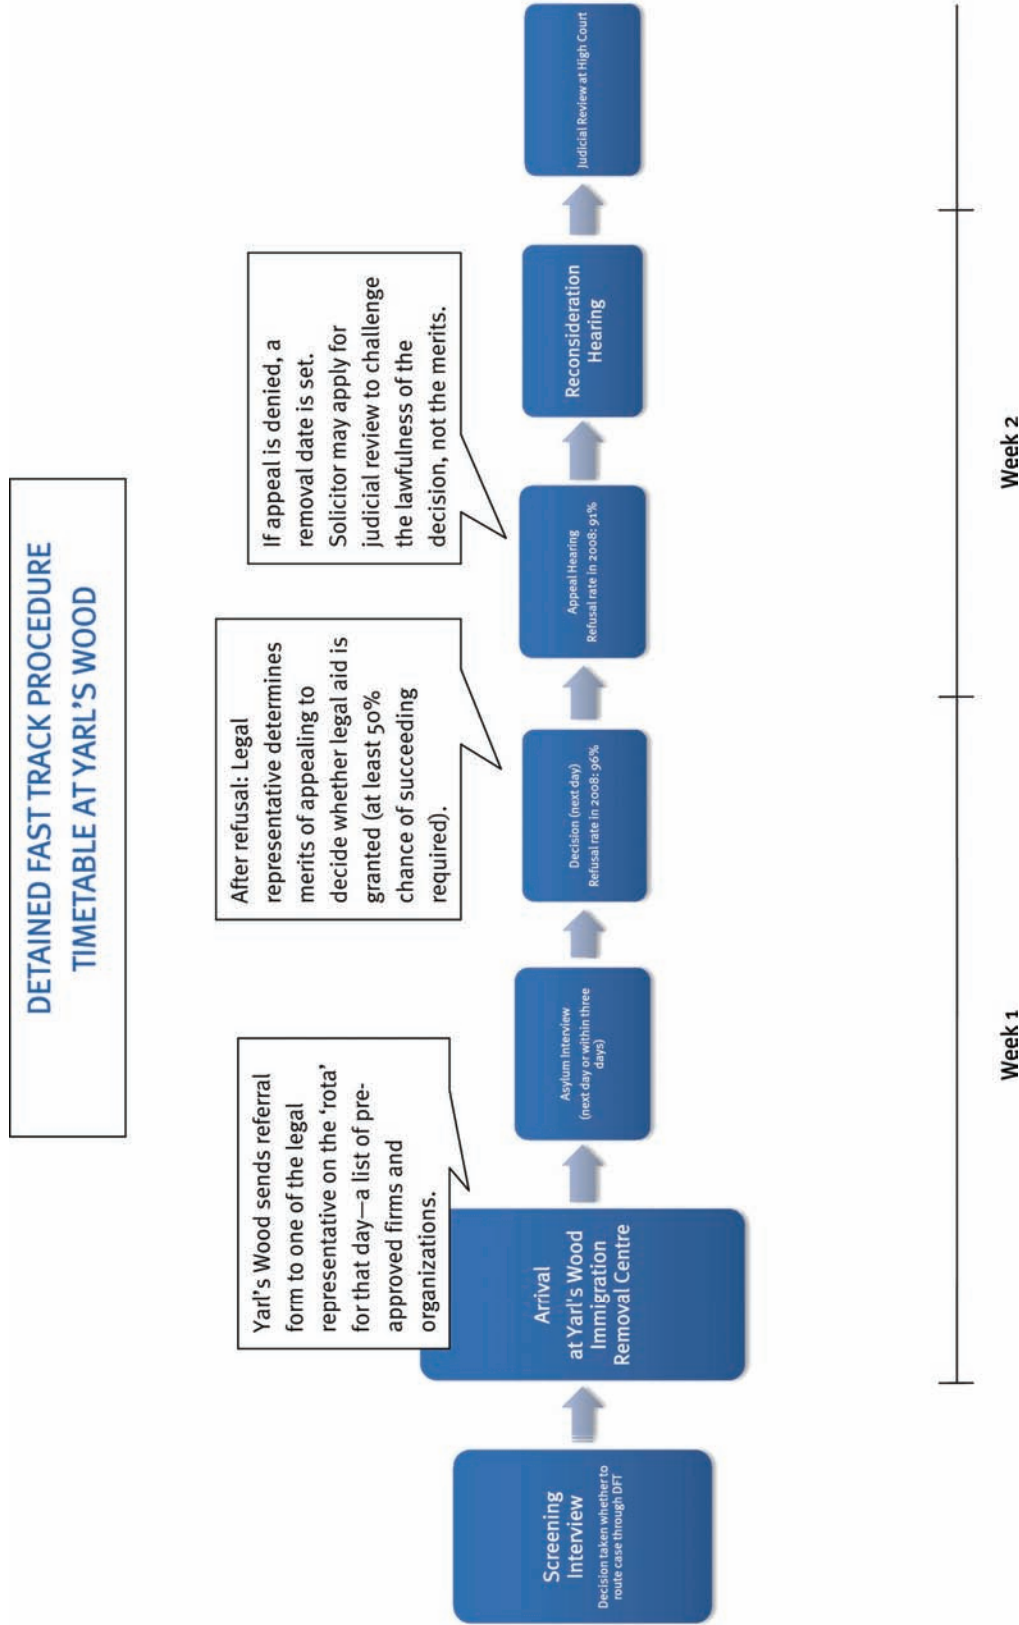 DETAINED FAST TRACK PROCEDURE
TIMETABLE AT YARL'S WOOD
Yarl's Wood sends referral
form to one of the legal
representative on the 'rota'
for that day—a list of pre-
approved firms and
organizations.
After refusal: Legal
representative determines
merits of appealing to
decide whether legal aid is
granted (at least 50%
chance of succeeding
required).
If appeal is denied, a
removal date is set.
Solicitor may apply for
judicial review to challenge
the lawfulness of the
decision, not the merits.
Screening
Interview
Decision taken whether to
route case through DFT
Arrival
at Yarl's Wood
Immigration
Removal Centre
Asylum Interview
(next day or within three
days)
Decision (next day)
Refusal rate in 2008: 96%
Appeal Hearing
Refusal rate in 2008: 91%
Reconsideration
Hearing
Judicial Review at High Court
Week 1
Week 2